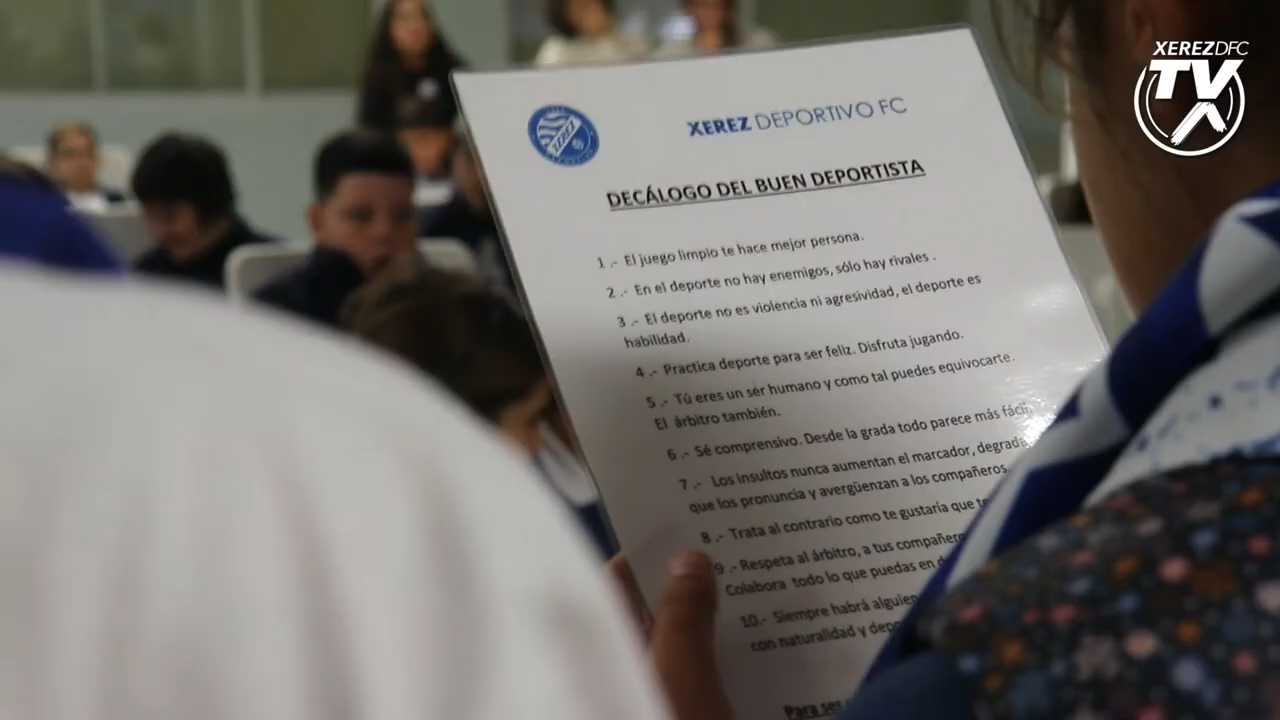 XEREZDFC
TVX
XEREZ
XEREZ DEPORTIVO FC
DECÁLOGO DEL BUEN DEPORTISTA
1 .- El juego limpio te hace mejor persona.
2 .- En el deporte no hay enemigos, sólo hay rivales .
3 .- El deporte no es violencia ni agresividad, el deporte es
habilidad.
4 .- Practica deporte para ser feliz. Disfruta jugando.
5 .- Tú eres un ser humano y como tal puedes equivocarte.
El árbitro también.
6 .- Sé comprensivo. Desde la grada todo parece más fácil.
7 .- Los insultos nunca aumentan el marcador,
que los pronuncia y avergüenzan a los compañeros
8 .- Trata al contrario como te gustaría que
9 .- Respeta al árbitro, a tus
Colabora todo lo que puedas en
10.- Siempre habrá
con naturalidad y
Para